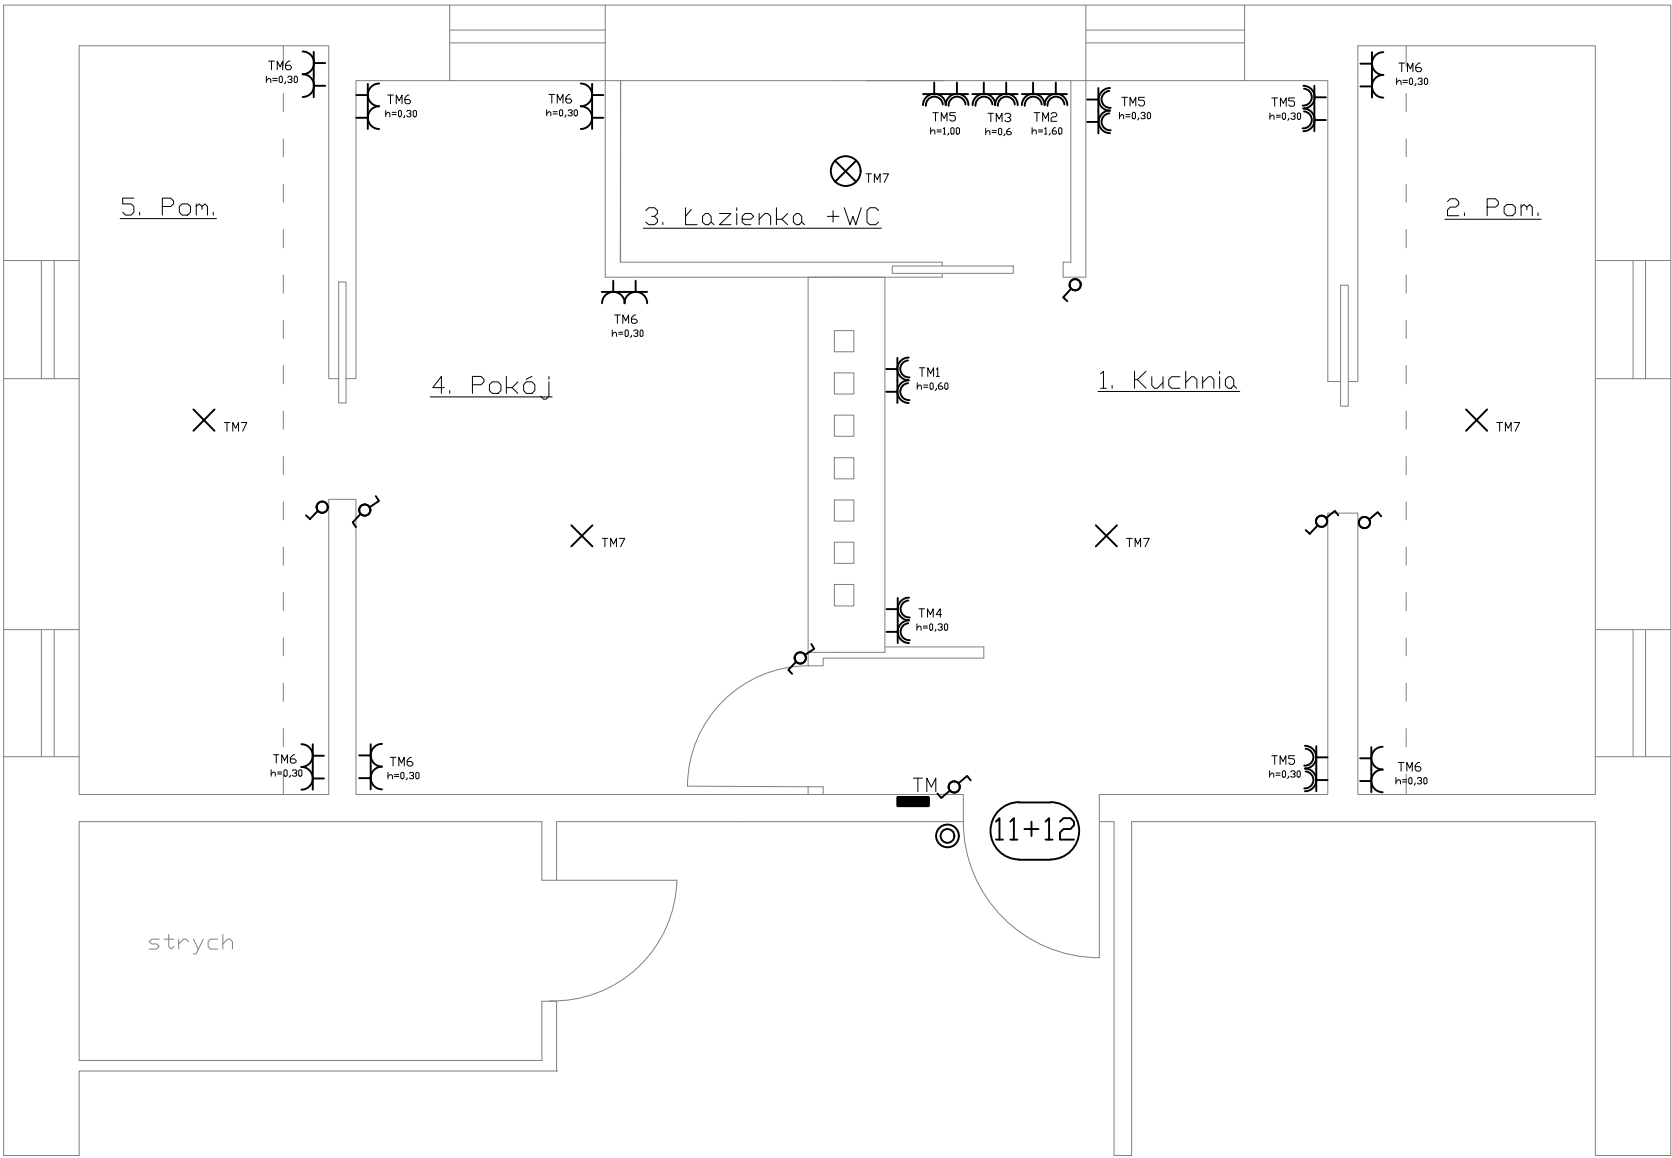 TM6
h=0,30
TM6
h=0,30
TM6
h=0,30
TM5
h=1,00
TM3
h=0,6
TM2
h=1,60
TM5
h=0,30
TM5
h=0,30
TM6
h=0,30
TM7
5. Pom.
3. Łazienka +WC
2. Pom.
TM6
h=0,30
4. Pokój
TM1
h=0,60
1. Kuchnia
TM7
TM7
TM7
TM7
TM4
h=0,30
TM6
h=0,30
TM6
h=0,30
TM5
h=0,30
TM6
h=0,30
TM
11+12
strych